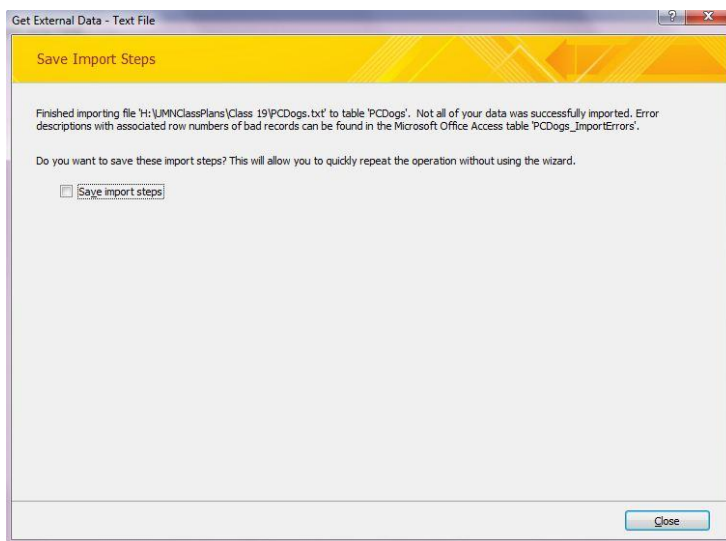 Get External Data - Text File
Save Import Steps
Finished importing file 'H:\UMNClassPlans\Class 19\PCDogs.txt' to table 'PCDogs'.  Not all of your data was successfully imported. Error
descriptions with associated row numbers of bad records can be found in the Microsoft Office Access table 'PCDogs_ImportErrors'.
Do you want to save these import steps? This will allow you to quickly repeat the operation without using the wizard.
Save import steps
Close